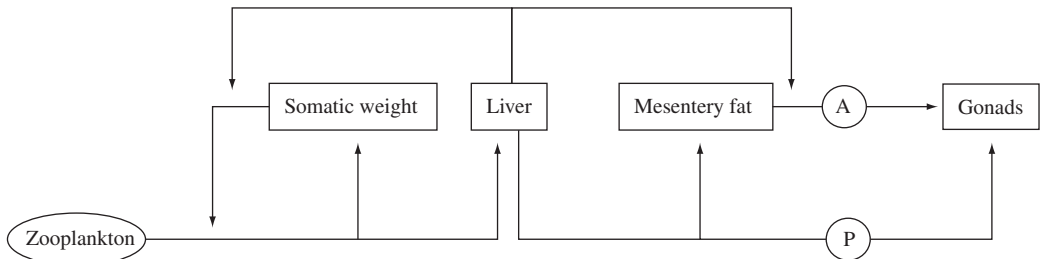 Somatic weight
Liver
Mesentery fat
A
Gonads
Zooplankton
P